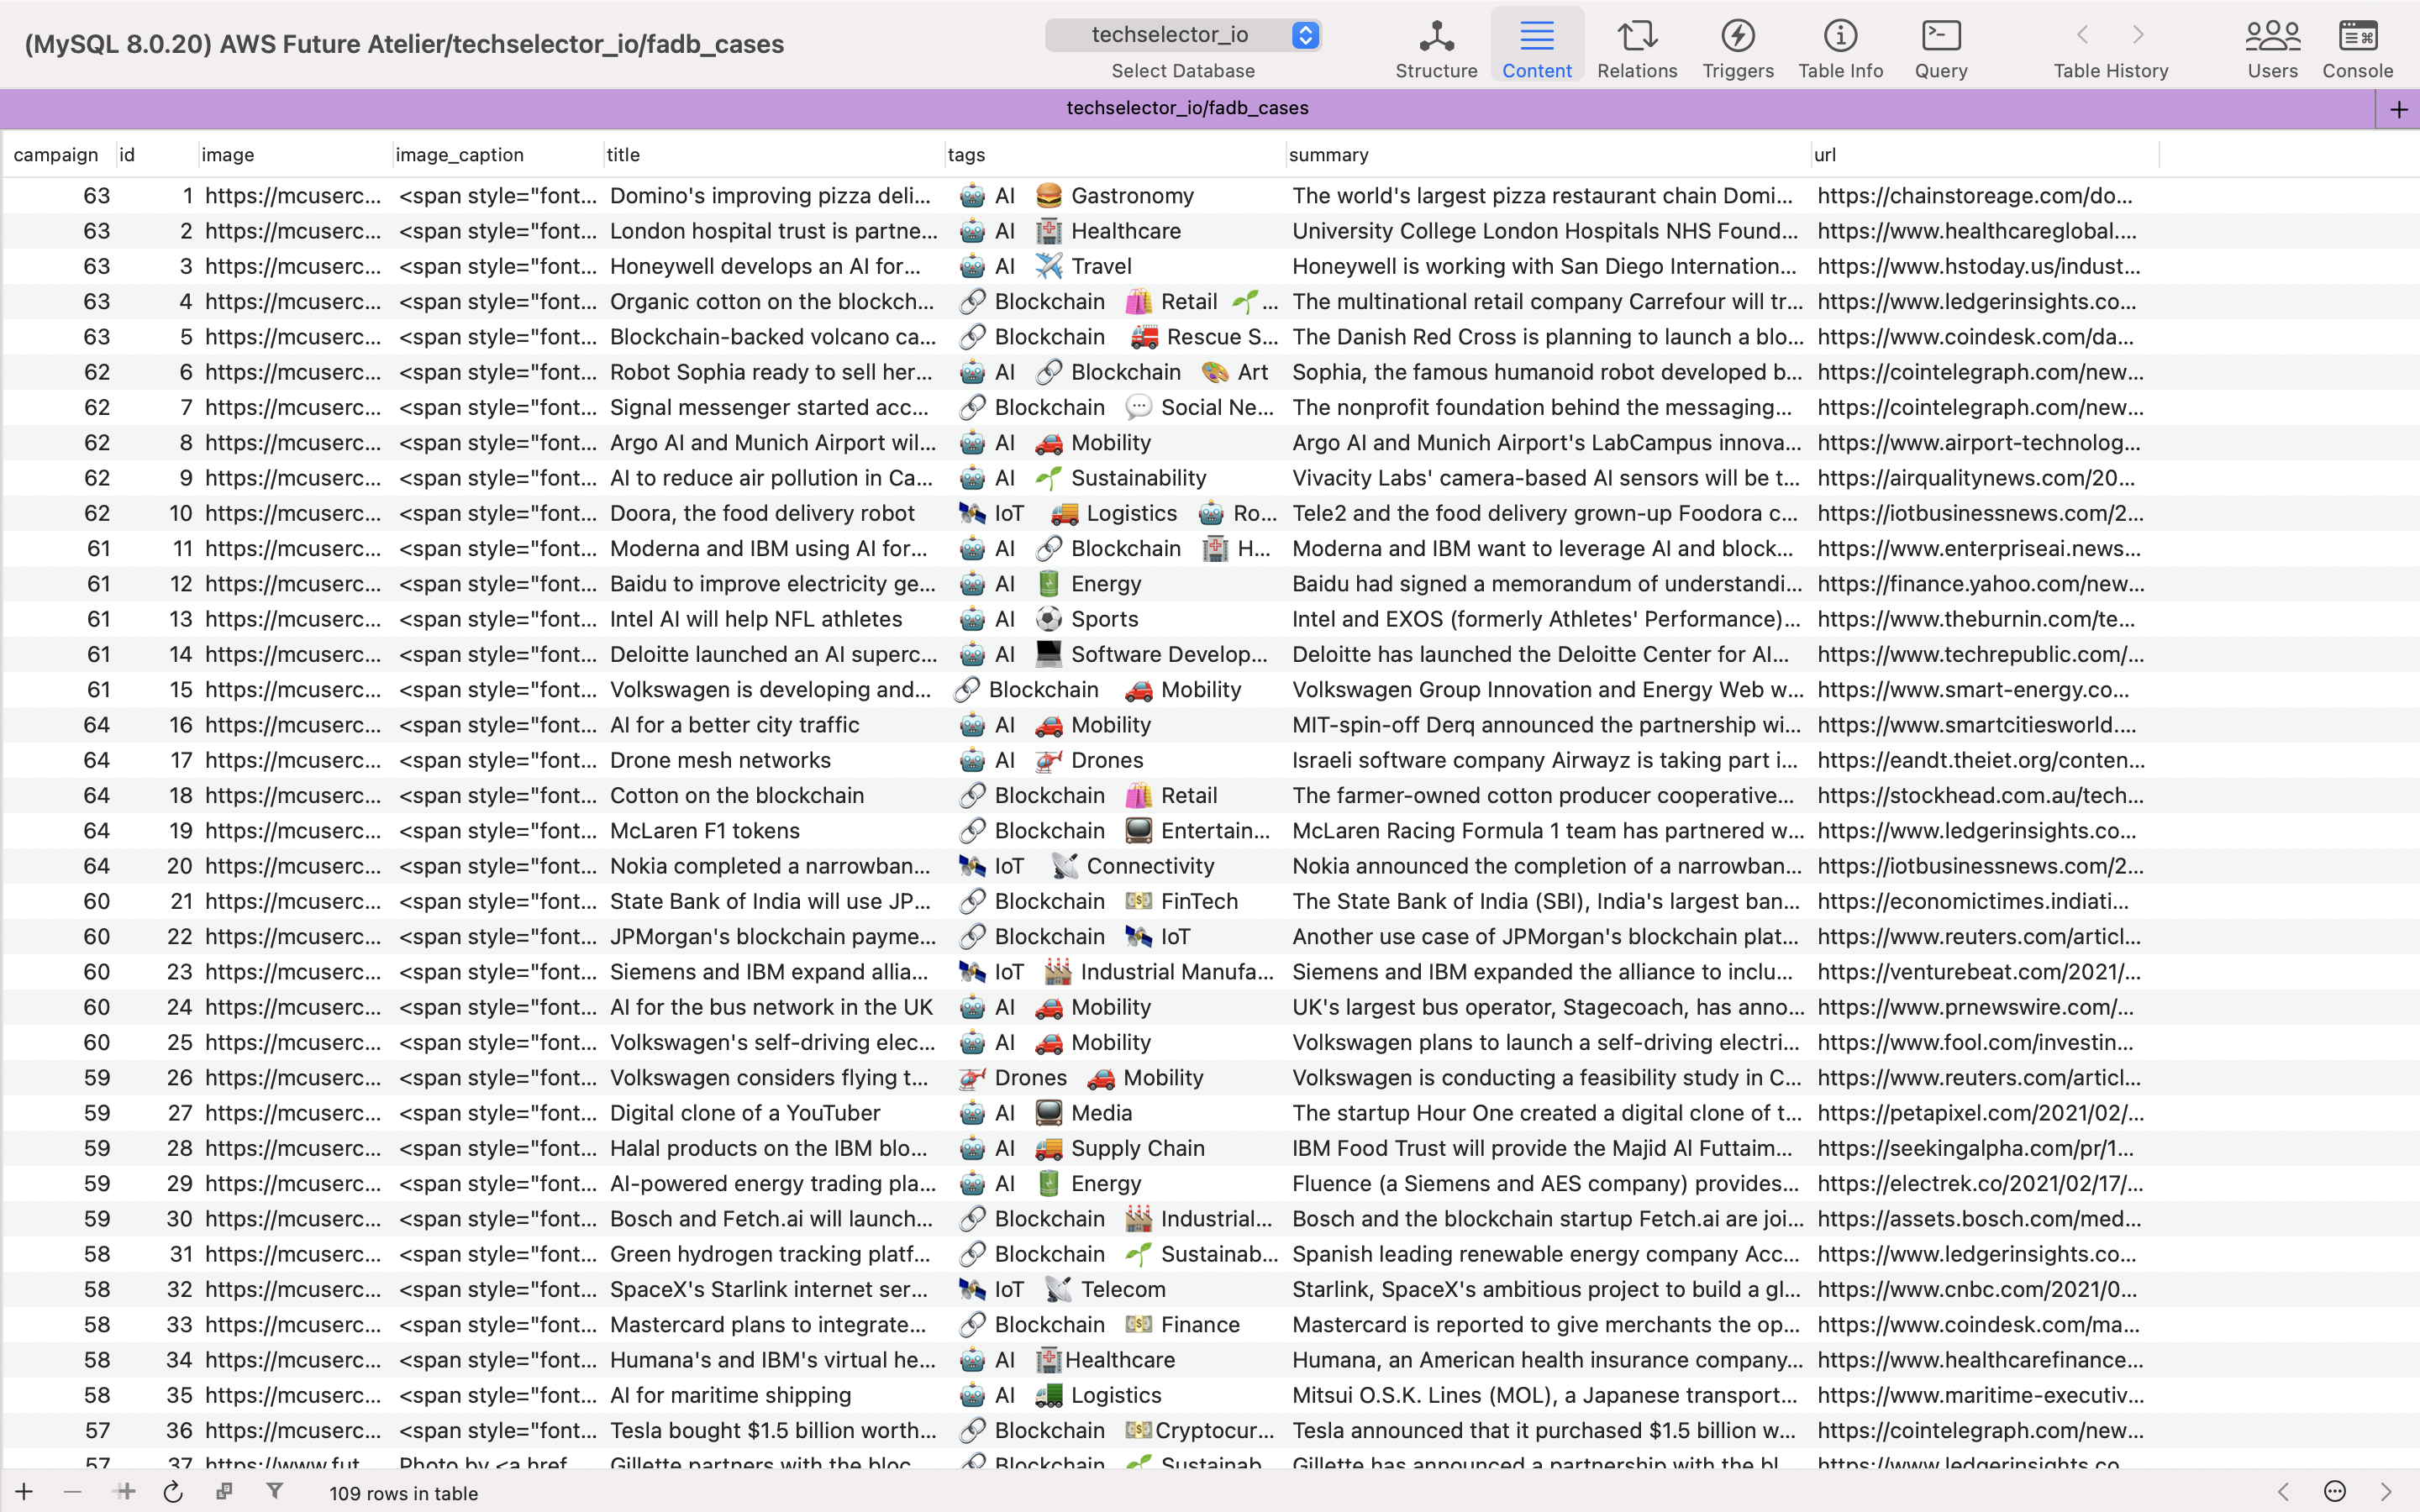 (MySQL 8.0.20) AWS Future Atelier/techselector_io/fadb_cases
techselector_io
Select Database
Structure Content Relations Triggers Table Info Query Table History Users Console
techselector_io/fadb_cases
campaign id image image_caption title tags summary url
63 1 https://mcuserc... <span style="font... Domino's improving pizza deli... 🤖 AI 🍔 Gastronomy The world's largest pizza restaurant chain Domi... https://chainstoreage.com/do...
63 2 https://mcuserc... <span style="font... London hospital trust is partne... 🤖 AI 🏥 Healthcare University College London Hospitals NHS Found... https://www.healthcareglobal....
63 3 https://mcuserc... <span style="font... Honeywell develops an AI for... 🤖 AI ✈️ Travel Honeywell is working with San Diego Internation... https://www.hstoday.us/indust...
63 4 https://mcuserc... <span style="font... Organic cotton on the blockch... 🔗 Blockchain 🛍️ Retail 🌱... The multinational retail company Carrefour will tr... https://www.ledgerinsights.co...
63 5 https://mcuserc... <span style="font... Blockchain-backed volcano ca... 🔗 Blockchain 🚒 Rescue S... The Danish Red Cross is planning to launch a blo... https://www.coindesk.com/da...
62 6 https://mcuserc... <span style="font... Robot Sophia ready to sell her... 🤖 AI 🔗 Blockchain 🎨 Art Sophia, the famous humanoid robot developed b... https://cointelegraph.com/new...
62 7 https://mcuserc... <span style="font... Signal messenger started acc... 🔗 Blockchain 💬 Social Ne... The nonprofit foundation behind the messaging... https://cointelegraph.com/new...
62 8 https://mcuserc... <span style="font... Argo AI and Munich Airport wil... 🤖 AI 🚗 Mobility Argo AI and Munich Airport's LabCampus innova... https://www.airport-technolog...
62 9 https://mcuserc... <span style="font... AI to reduce air pollution in Ca... 🤖 AI 🌱 Sustainability Vivacity Labs' camera-based AI sensors will be t... https://airqualitynews.com/20...
62 10 https://mcuserc... <span style="font... Doora, the food delivery robot 🛰️ IoT 🚚 Logistics 🤖 Ro... Tele2 and the food delivery grown-up Foodora c... https://iotbusinessnews.com/2...
61 11 https://mcuserc... <span style="font... Moderna and IBM using AI for... 🤖 AI 🔗 Blockchain 🏥 H... Moderna and IBM want to leverage AI and block... https://www.enterpriseai.news...
61 12 https://mcuserc... <span style="font... Baidu to improve electricity ge... 🤖 AI 🔋 Energy Baidu had signed a memorandum of understandi... https://finance.yahoo.com/new...
61 13 https://mcuserc... <span style="font... Intel AI will help NFL athletes 🤖 AI ⚽ Sports Intel and EXOS (formerly Athletes' Performance)... https://www.theburnin.com/te...
61 14 https://mcuserc... <span style="font... Deloitte launched an AI superc... 🤖 AI 💻 Software Develop... Deloitte has launched the Deloitte Center for AI... https://www.techrepublic.com/...
61 15 https://mcuserc... <span style="font... Volkswagen is developing and... 🔗 Blockchain 🚗 Mobility Volkswagen Group Innovation and Energy Web w... https://www.smart-energy.co...
64 16 https://mcuserc... <span style="font... AI for a better city traffic 🤖 AI 🚗 Mobility MIT-spin-off Derq announced the partnership wi... https://www.smartcitiesworld....
64 17 https://mcuserc... <span style="font... Drone mesh networks 🤖 AI 🚁 Drones Israeli software company Airwayz is taking part i... https://eandt.theiet.org/conten...
64 18 https://mcuserc... <span style="font... Cotton on the blockchain 🔗 Blockchain 🛍️ Retail The farmer-owned cotton producer cooperative... https://stockhead.com.au/tech...
64 19 https://mcuserc... <span style="font... McLaren F1 tokens 🔗 Blockchain 📺 Entertain... McLaren Racing Formula 1 team has partnered w... https://www.ledgerinsights.co...
64 20 https://mcuserc... <span style="font... Nokia completed a narrowban... 🛰️ IoT 📡 Connectivity Nokia announced the completion of a narrowban... https://iotbusinessnews.com/2...
60 21 https://mcuserc... <span style="font... State Bank of India will use JP... 🔗 Blockchain 💵 FinTech The State Bank of India (SBI), India's largest ban... https://economictimes.indiati...
60 22 https://mcuserc... <span style="font... JPMorgan's blockchain payme... 🔗 Blockchain 🛰️ IoT Another use case of JPMorgan's blockchain plat... https://www.reuters.com/articl...
60 23 https://mcuserc... <span style="font... Siemens and IBM expand allia... 🛰️ IoT 🏭 Industrial Manufa... Siemens and IBM expanded the alliance to inclu... https://venturebeat.com/2021/...
60 24 https://mcuserc... <span style="font... AI for the bus network in the UK 🤖 AI 🚗 Mobility UK's largest bus operator, Stagecoach, has anno... https://www.prnewswire.com/...
60 25 https://mcuserc... <span style="font... Volkswagen's self-driving elec... 🤖 AI 🚗 Mobility Volkswagen plans to launch a self-driving electri... https://www.fool.com/investin...
59 26 https://mcuserc... <span style="font... Volkswagen considers flying t... 🚁 Drones 🚗 Mobility Volkswagen is conducting a feasibility study in C... https://www.reuters.com/articl...
59 27 https://mcuserc... <span style="font... Digital clone of a YouTuber 🤖 AI 📺 Media The startup Hour One created a digital clone of t... https://petapixel.com/2021/02/...
59 28 https://mcuserc... <span style="font... Halal products on the IBM blo... 🤖 AI 🚚 Supply Chain IBM Food Trust will provide the Majid Al Futtaim... https://seekingalpha.com/pr/1...
59 29 https://mcuserc... <span style="font... AI-powered energy trading pla... 🤖 AI 🔋 Energy Fluence (a Siemens and AES company) provides... https://electrek.co/2021/02/17/...
59 30 https://mcuserc... <span style="font... Bosch and Fetch.ai will launch... 🔗 Blockchain 🏭 Industrial... Bosch and the blockchain startup Fetch.ai are joi... https://assets.bosch.com/med...
58 31 https://mcuserc... <span style="font... Green hydrogen tracking platf... 🔗 Blockchain 🌱 Sustainab... Spanish leading renewable energy company Acc... https://www.ledgerinsights.co...
58 32 https://mcuserc... <span style="font... SpaceX's Starlink internet ser... 🛰️ IoT 📡 Telecom Starlink, SpaceX's ambitious project to build a gl... https://www.cnbc.com/2021/0...
58 33 https://mcuserc... <span style="font... Mastercard plans to integrate... 🔗 Blockchain 💵 Finance Mastercard is reported to give merchants the op... https://www.coindesk.com/ma...
58 34 https://mcuserc... <span style="font... Humana's and IBM's virtual he... 🤖 AI 🏥Healthcare Humana, an American health insurance company... https://www.healthcarefinance...
58 35 https://mcuserc... <span style="font... AI for maritime shipping 🤖 AI 🚛 Logistics Mitsui O.S.K. Lines (MOL), a Japanese transport... https://www.maritime-executiv...
57 36 https://mcuserc... <span style="font... Tesla bought $1.5 billion worth... 🔗 Blockchain 💵Cryptocur... Tesla announced that it purchased $1.5 billion w... https://cointelegraph.com/new...
57 37 https://www.fut... Photo by <a href... Gillette partners with the bloc... 🔗 Blockchain 🌱 Sustainab... Gillette has announced a partnership with the bl... https://www.ledgerinsights.co...
109 rows in table